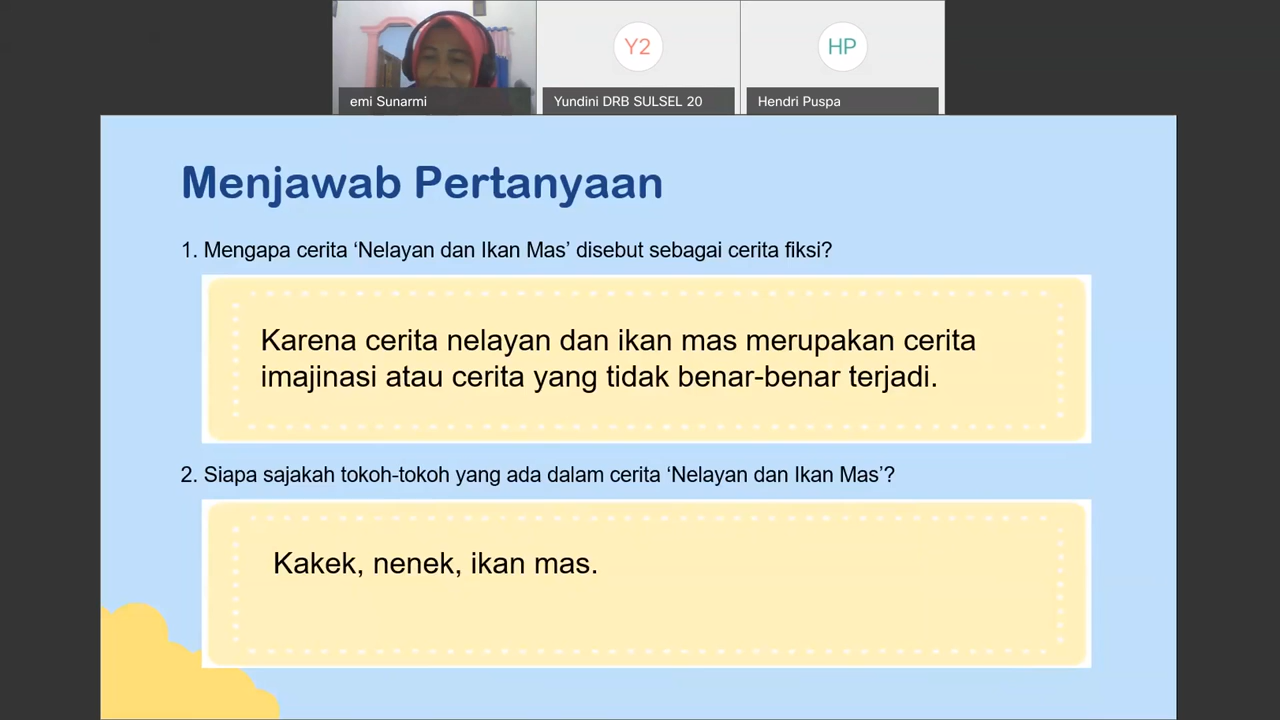 Y2
HP
emi Sunarmi
Yundini DRB SULSEL 20
Hendri Puspa
Menjawab Pertanyaan
1. Mengapa cerita ‘Nelayan dan Ikan Mas’ disebut sebagai cerita fiksi?
Karena cerita nelayan dan ikan mas merupakan cerita
imajinasi atau cerita yang tidak benar-benar terjadi.
2. Siapa sajakah tokoh-tokoh yang ada dalam cerita ‘Nelayan dan Ikan Mas’?
Kakek, nenek, ikan mas.